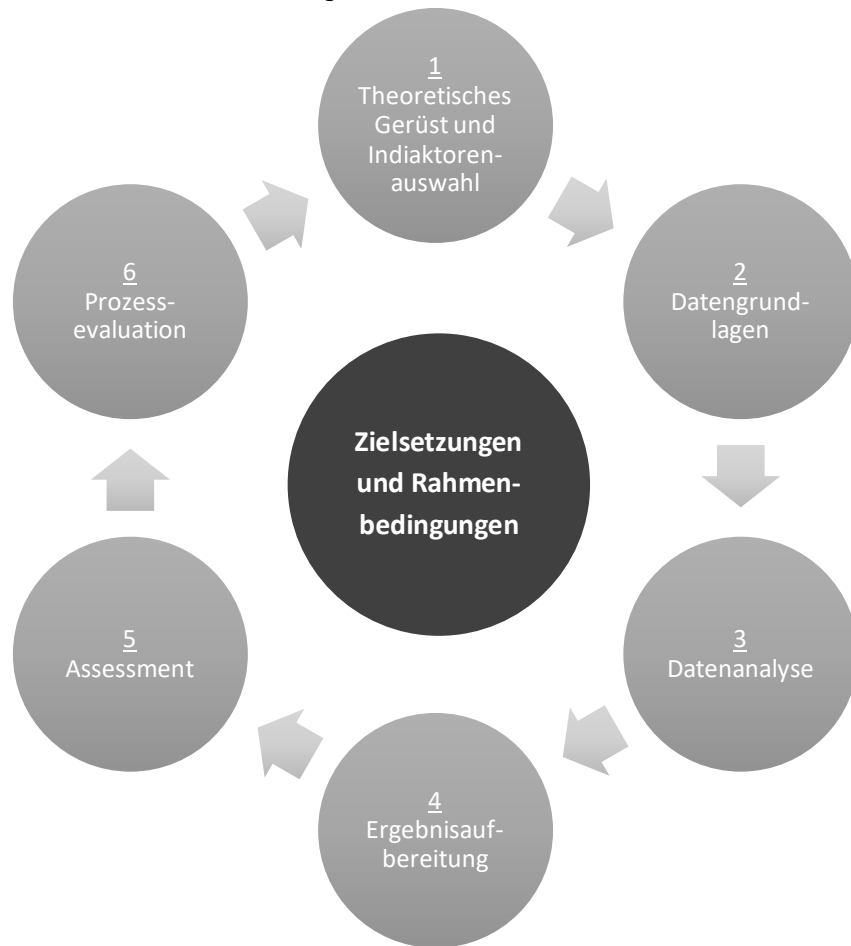 1
Theoretisches
Gerüst und
Indiaktoren-
auswahl
2
Datengrund-
lagen
3
Datenanalyse
4
Ergebnisauf-
bereitung
5
Assessment
6
Prozess-
evaluation
Zielsetzungen
und Rahmen-
bedingungen